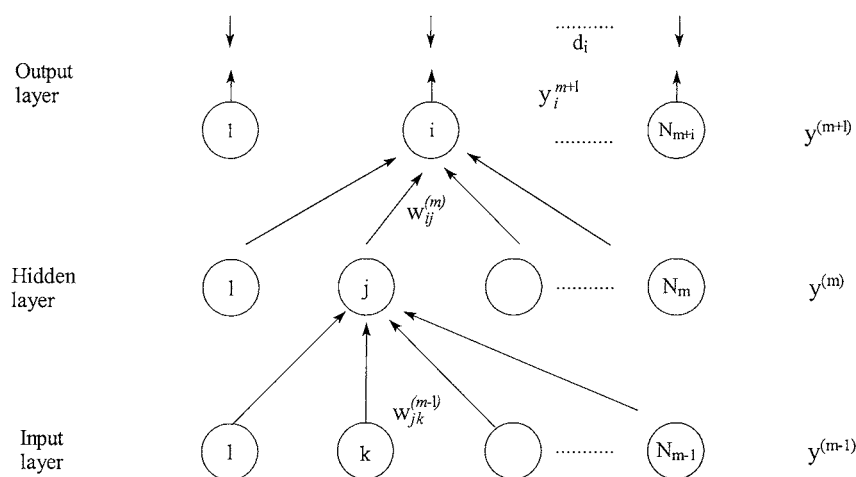 d_i
Output
layer
y_i^{m+1}
1 i ........... N_{m+i} y^{(m+1)}
w_{ij}^{(m)}
Hidden
layer
1 j ........... N_m y^{(m)}
w_{jk}^{(m-1)}
Input
layer
1 k ........... N_{m-1} y^{(m-1)}